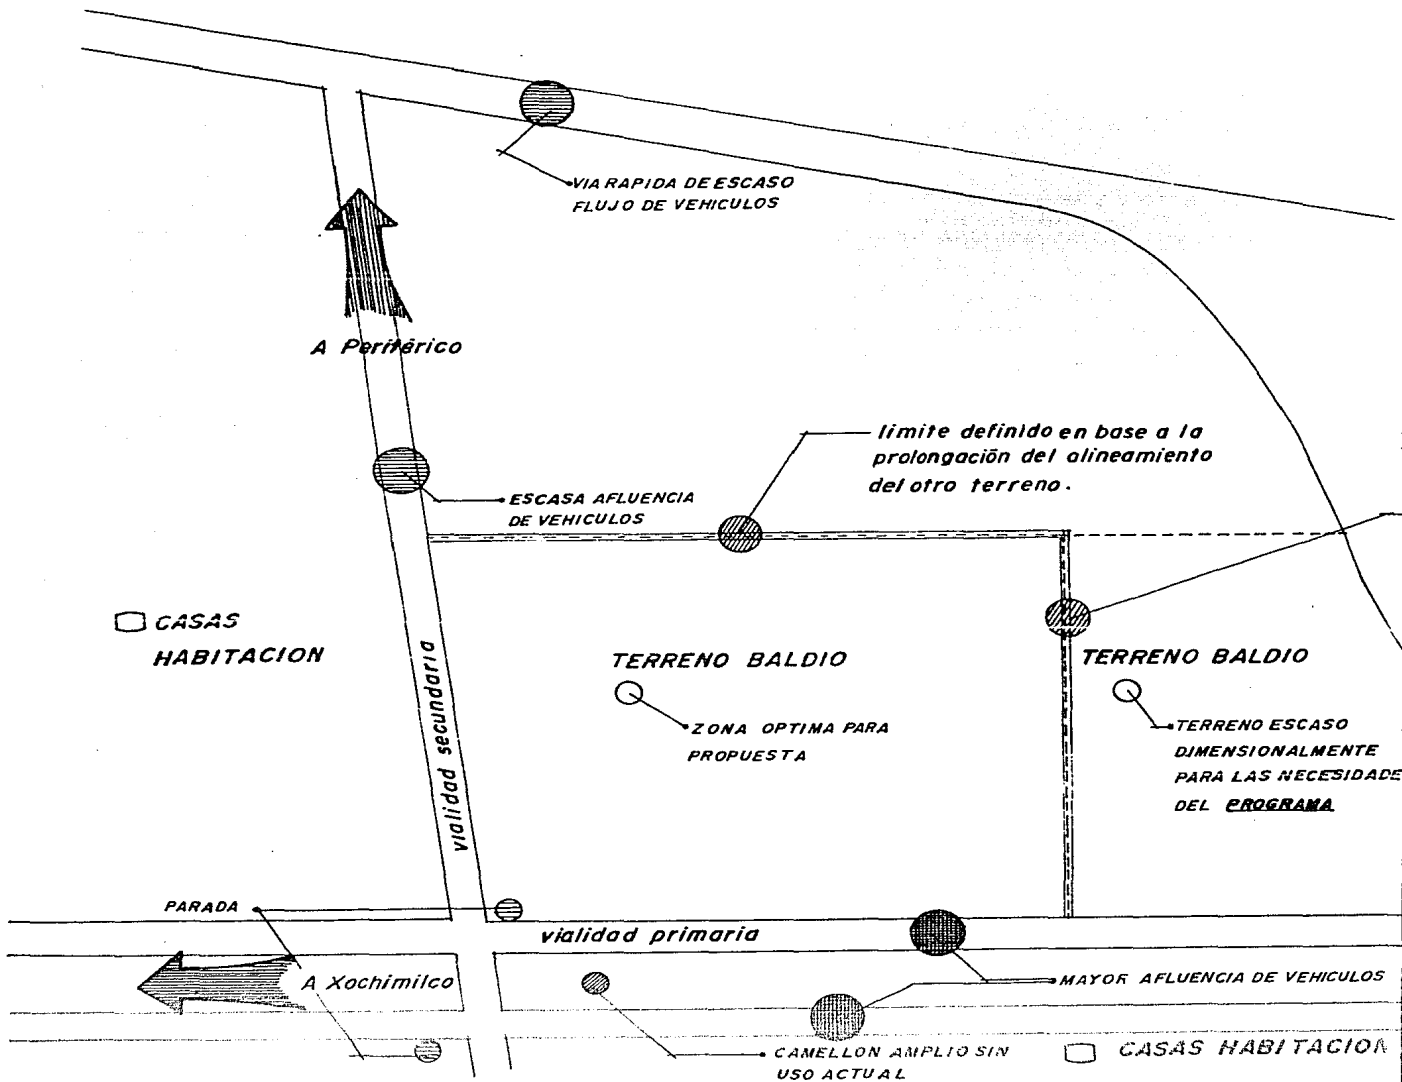 VIA RAPIDA DE ESCASO
FLUJO DE VEHICULOS
A Periférico
límite definido en base a la
prolongación del alineamiento
del otro terreno.
ESCASA AFLUENCIA
DE VEHICULOS
CASAS
HABITACION
vialidad secundaria
TERRENO BALDIO
ZONA OPTIMA PARA
PROPUESTA
TERRENO BALDIO
TERRENO ESCASO
DIMENSIONALMENTE
PARA LAS NECESIDADE
DEL PROGRAMA
PARADA
vialidad primaria
A Xochimilco
MAYOR AFLUENCIA DE VEHICULOS
CAMELLON AMPLIO SIN
USO ACTUAL
CASAS HABITACION